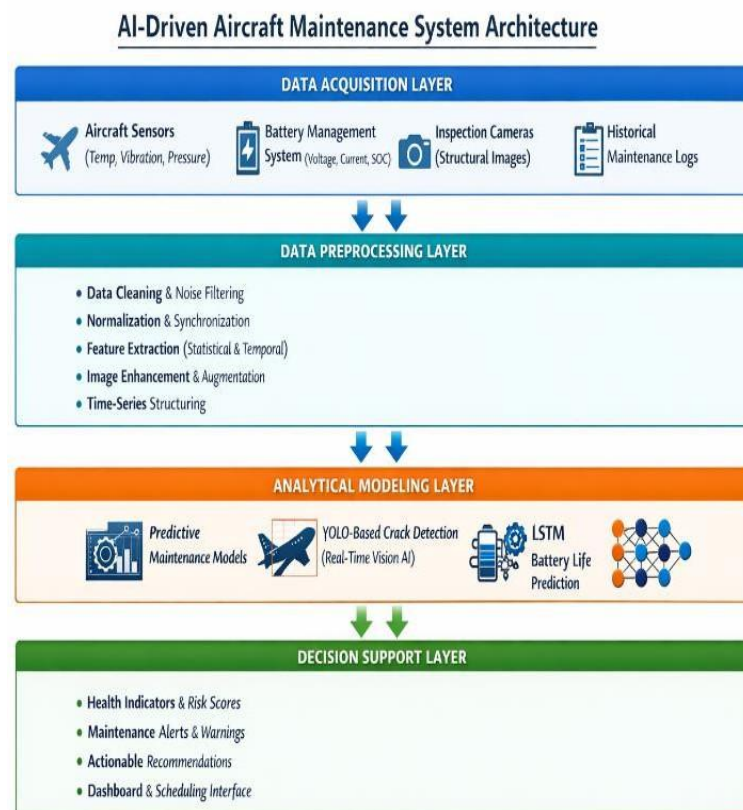 AI-Driven Aircraft Maintenance System Architecture
DATA ACQUISITION LAYER
Aircraft Sensors
(Temp, Vibration, Pressure)
Battery Management
System (Voltage, Current, SOC)
Inspection Cameras
(Structural Images)
Historical
Maintenance Logs
DATA PREPROCESSING LAYER
• Data Cleaning & Noise Filtering
• Normalization & Synchronization
• Feature Extraction (Statistical & Temporal)
• Image Enhancement & Augmentation
• Time-Series Structuring
ANALYTICAL MODELING LAYER
Predictive
Maintenance Models
YOLO-Based Crack Detection
(Real-Time Vision AI)
LSTM
Battery Life
Prediction
DECISION SUPPORT LAYER
• Health Indicators & Risk Scores
• Maintenance Alerts & Warnings
• Actionable Recommendations
• Dashboard & Scheduling Interface